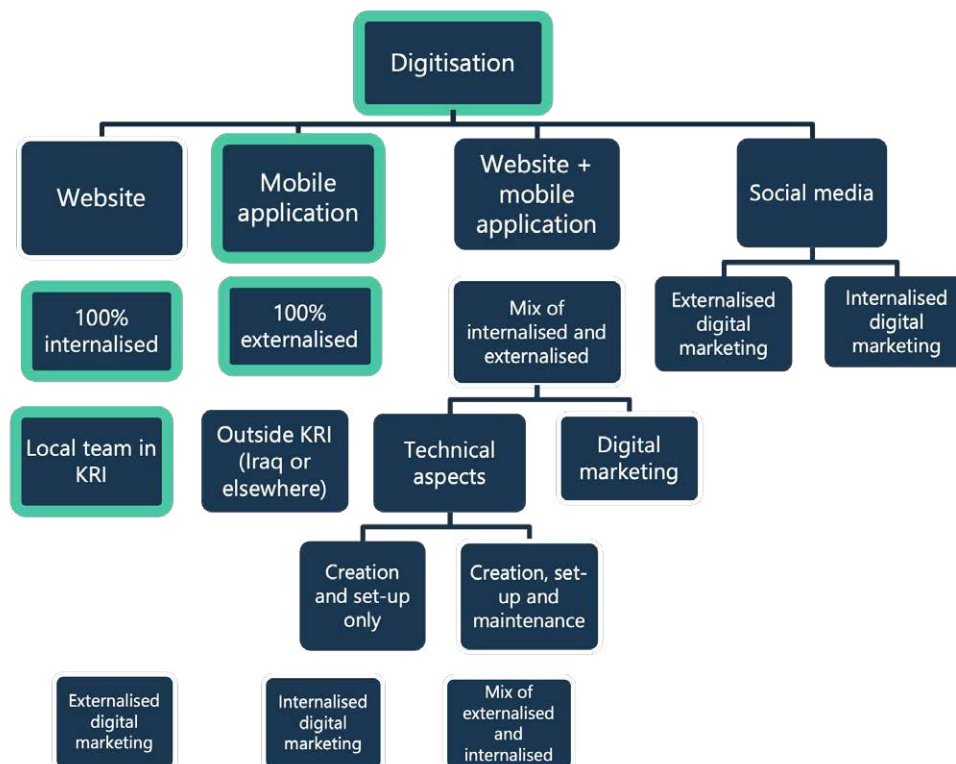 Digitisation
Website
Mobile
application
Website +
mobile
application
Social media
100%
internalised
100%
externalised
Mix of
internalised and
externalised
Externalised
digital
marketing
Internalised
digital
marketing
Local team in
KRI
Outside KRI
(Iraq or
elsewhere)
Technical
aspects
Digital
marketing
Creation
and set-up
only
Creation, set-
up and
maintenance
Externalised
digital
marketing
Internalised
digital
marketing
Mix of
externalised
and
internalised